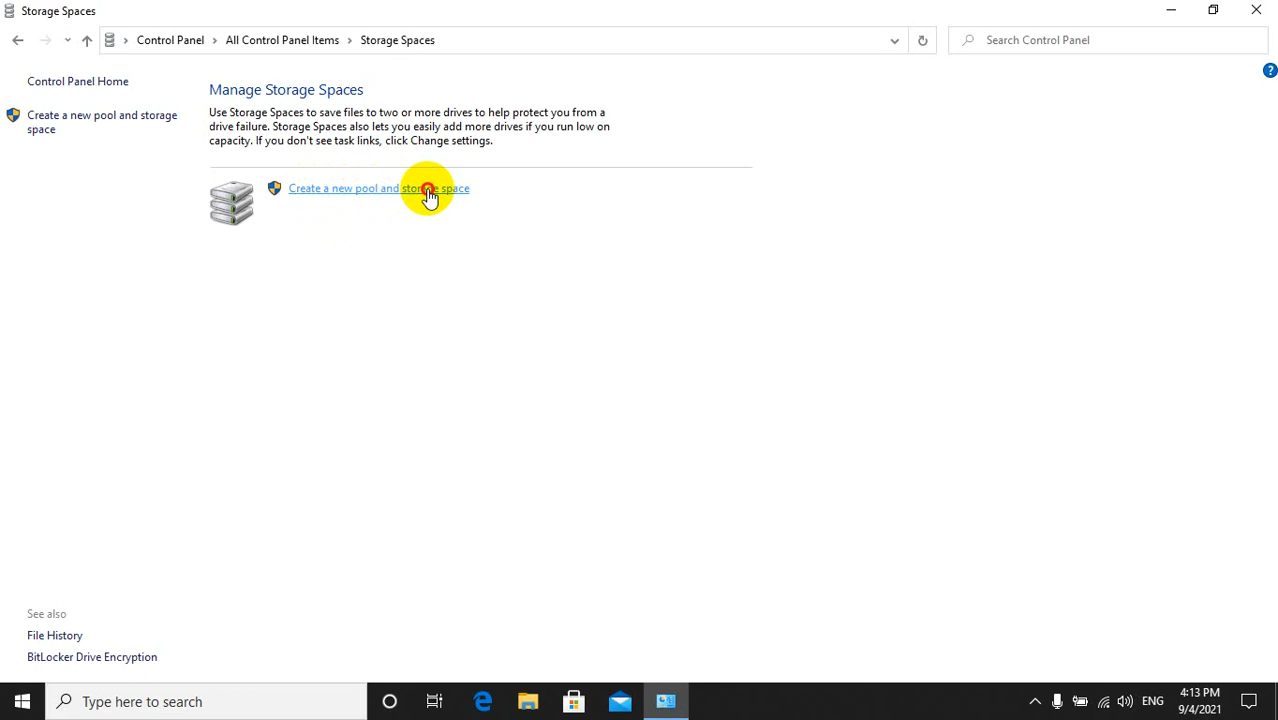 Storage Spaces
Control Panel
All Control Panel Items
Storage Spaces
Search Control Panel
Control Panel Home
Create a new pool and storage
space
Manage Storage Spaces
Use Storage Spaces to save files to two or more drives to help protect you from a
drive failure. Storage Spaces also lets you easily add more drives if you run low on
capacity. If you don't see task links, click Change settings.
Create a new pool and storage space
See also
File History
BitLocker Drive Encryption
Type here to search
ENG
4:13 PM
9/4/2021